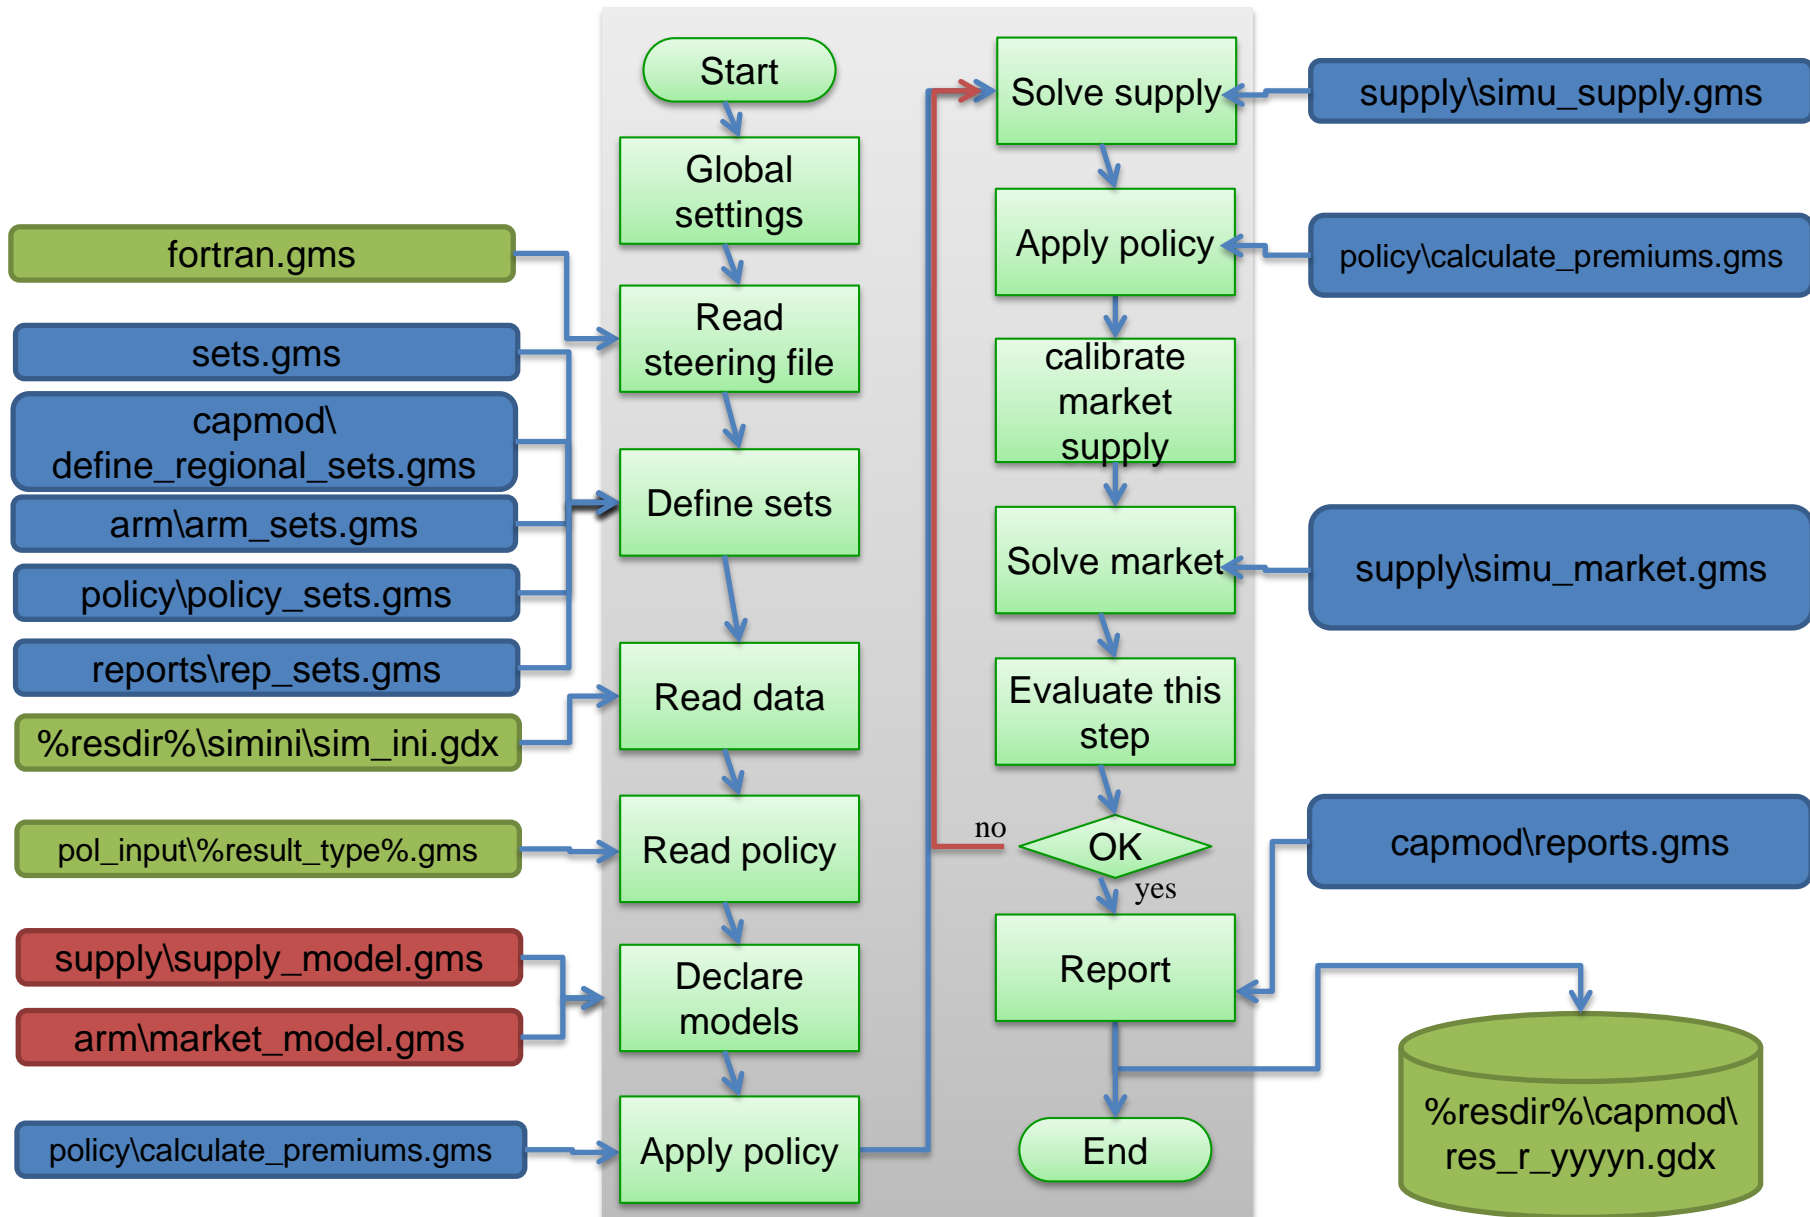 Start
Global
settings
fortran.gms
Read
steering file
sets.gms
capmod\
define_regional_sets.gms
arm\arm_sets.gms
policy\policy_sets.gms
reports\rep_sets.gms
Define sets
%resdir%\simini\sim_ini.gdx
Read data
pol_input\%result_type%.gms
Read policy
supply\supply_model.gms
arm\market_model.gms
Declare
models
policy\calculate_premiums.gms
Apply policy
Solve supply
supply\simu_supply.gms
Apply policy
policy\calculate_premiums.gms
calibrate
market
supply
Solve market
supply\simu_market.gms
Evaluate this
step
no
OK
yes
capmod\reports.gms
Report
%resdir%\capmod\
res_r_yyyyn.gdx
End